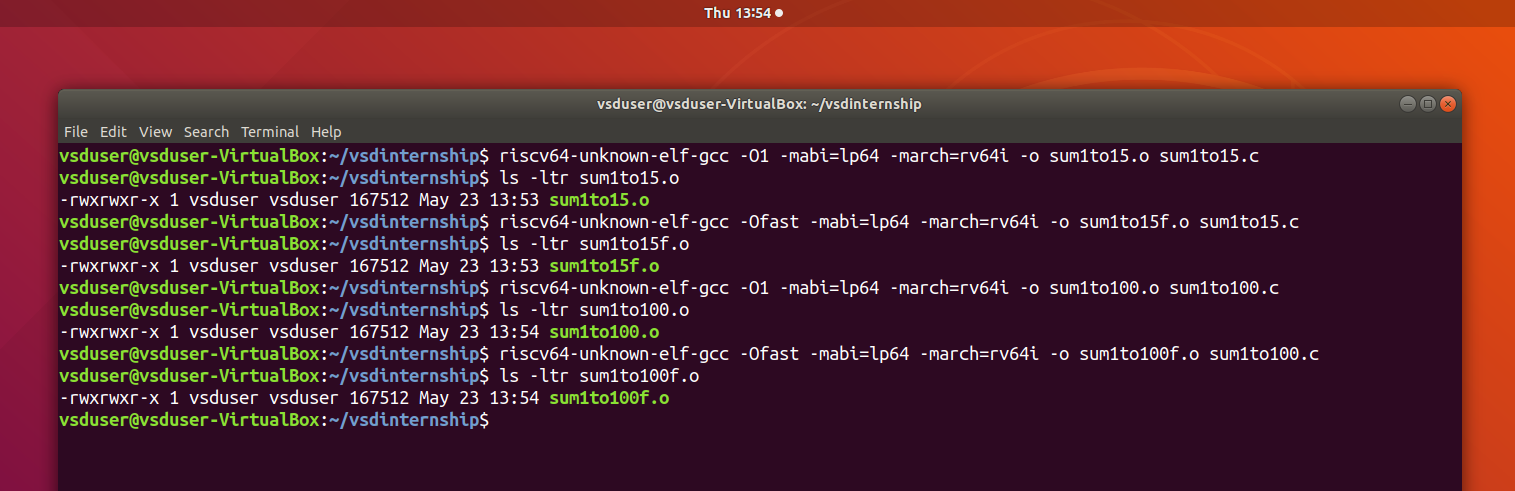 Thu 13:54
vsduser@vsduser-VirtualBox: ~/vsdinternship
File Edit View Search Terminal Help
vsduser@vsduser-VirtualBox:~/vsdinternship$ riscv64-unknown-elf-gcc -O1 -mabi=lp64 -march=rv64i -o sum1to15.o sum1to15.c
vsduser@vsduser-VirtualBox:~/vsdinternship$ ls -ltr sum1to15.o
-rwxrwxr-x 1 vsduser vsduser 167512 May 23 13:53 sum1to15.o
vsduser@vsduser-VirtualBox:~/vsdinternship$ riscv64-unknown-elf-gcc -Ofast -mabi=lp64 -march=rv64i -o sum1to15f.o sum1to15.c
vsduser@vsduser-VirtualBox:~/vsdinternship$ ls -ltr sum1to15f.o
-rwxrwxr-x 1 vsduser vsduser 167512 May 23 13:53 sum1to15f.o
vsduser@vsduser-VirtualBox:~/vsdinternship$ riscv64-unknown-elf-gcc -O1 -mabi=lp64 -march=rv64i -o sum1to100.o sum1to100.c
vsduser@vsduser-VirtualBox:~/vsdinternship$ ls -ltr sum1to100.o
-rwxrwxr-x 1 vsduser vsduser 167512 May 23 13:54 sum1to100.o
vsduser@vsduser-VirtualBox:~/vsdinternship$ riscv64-unknown-elf-gcc -Ofast -mabi=lp64 -march=rv64i -o sum1to100f.o sum1to100.c
vsduser@vsduser-VirtualBox:~/vsdinternship$ ls -ltr sum1to100f.o
-rwxrwxr-x 1 vsduser vsduser 167512 May 23 13:54 sum1to100f.o
vsduser@vsduser-VirtualBox:~/vsdinternship$